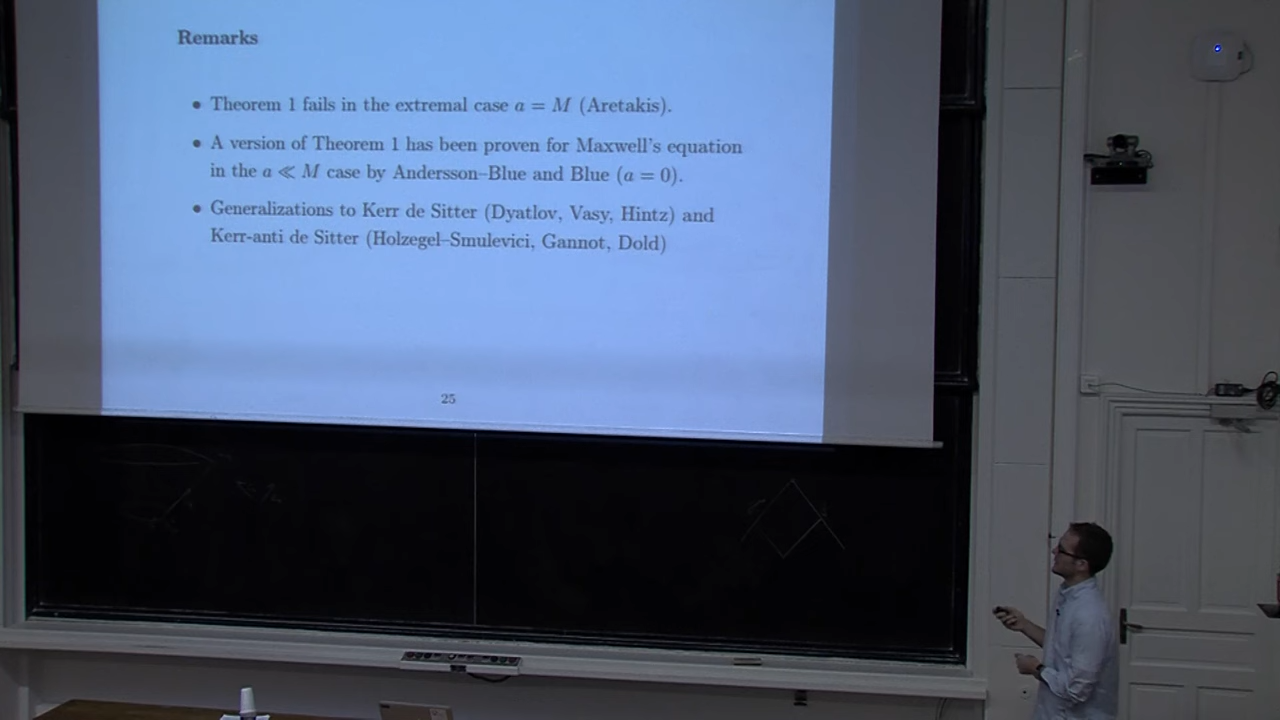 Remarks
• Theorem 1 fails in the extremal case a = M (Aretakis).
• A version of Theorem 1 has been proven for Maxwell's equation
in the a ≪ M case by Andersson–Blue and Blue (a = 0).
• Generalizations to Kerr de Sitter (Dyatlov, Vasy, Hintz) and
Kerr-anti de Sitter (Holzegel–Smulevici, Gannot, Dold)
25